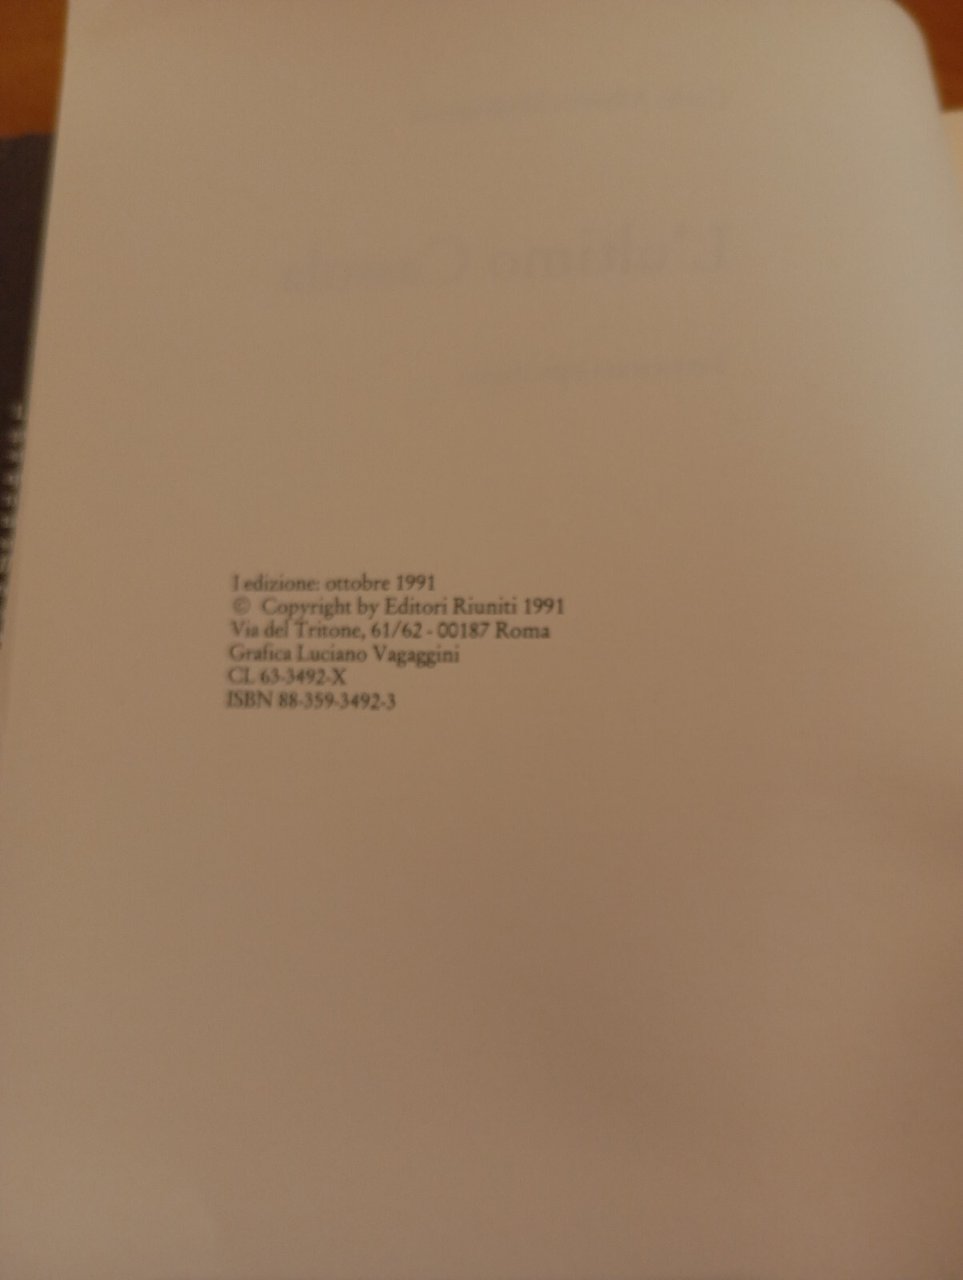 I edizione: ottobre 1991
© Copyright by Editori Riuniti 1991
Via del Tritone, 61/62 - 00187 Roma
Grafica Luciano Vagaggini
CL 63-3492-X
ISBN 88-359-3492-3
L'ultimo